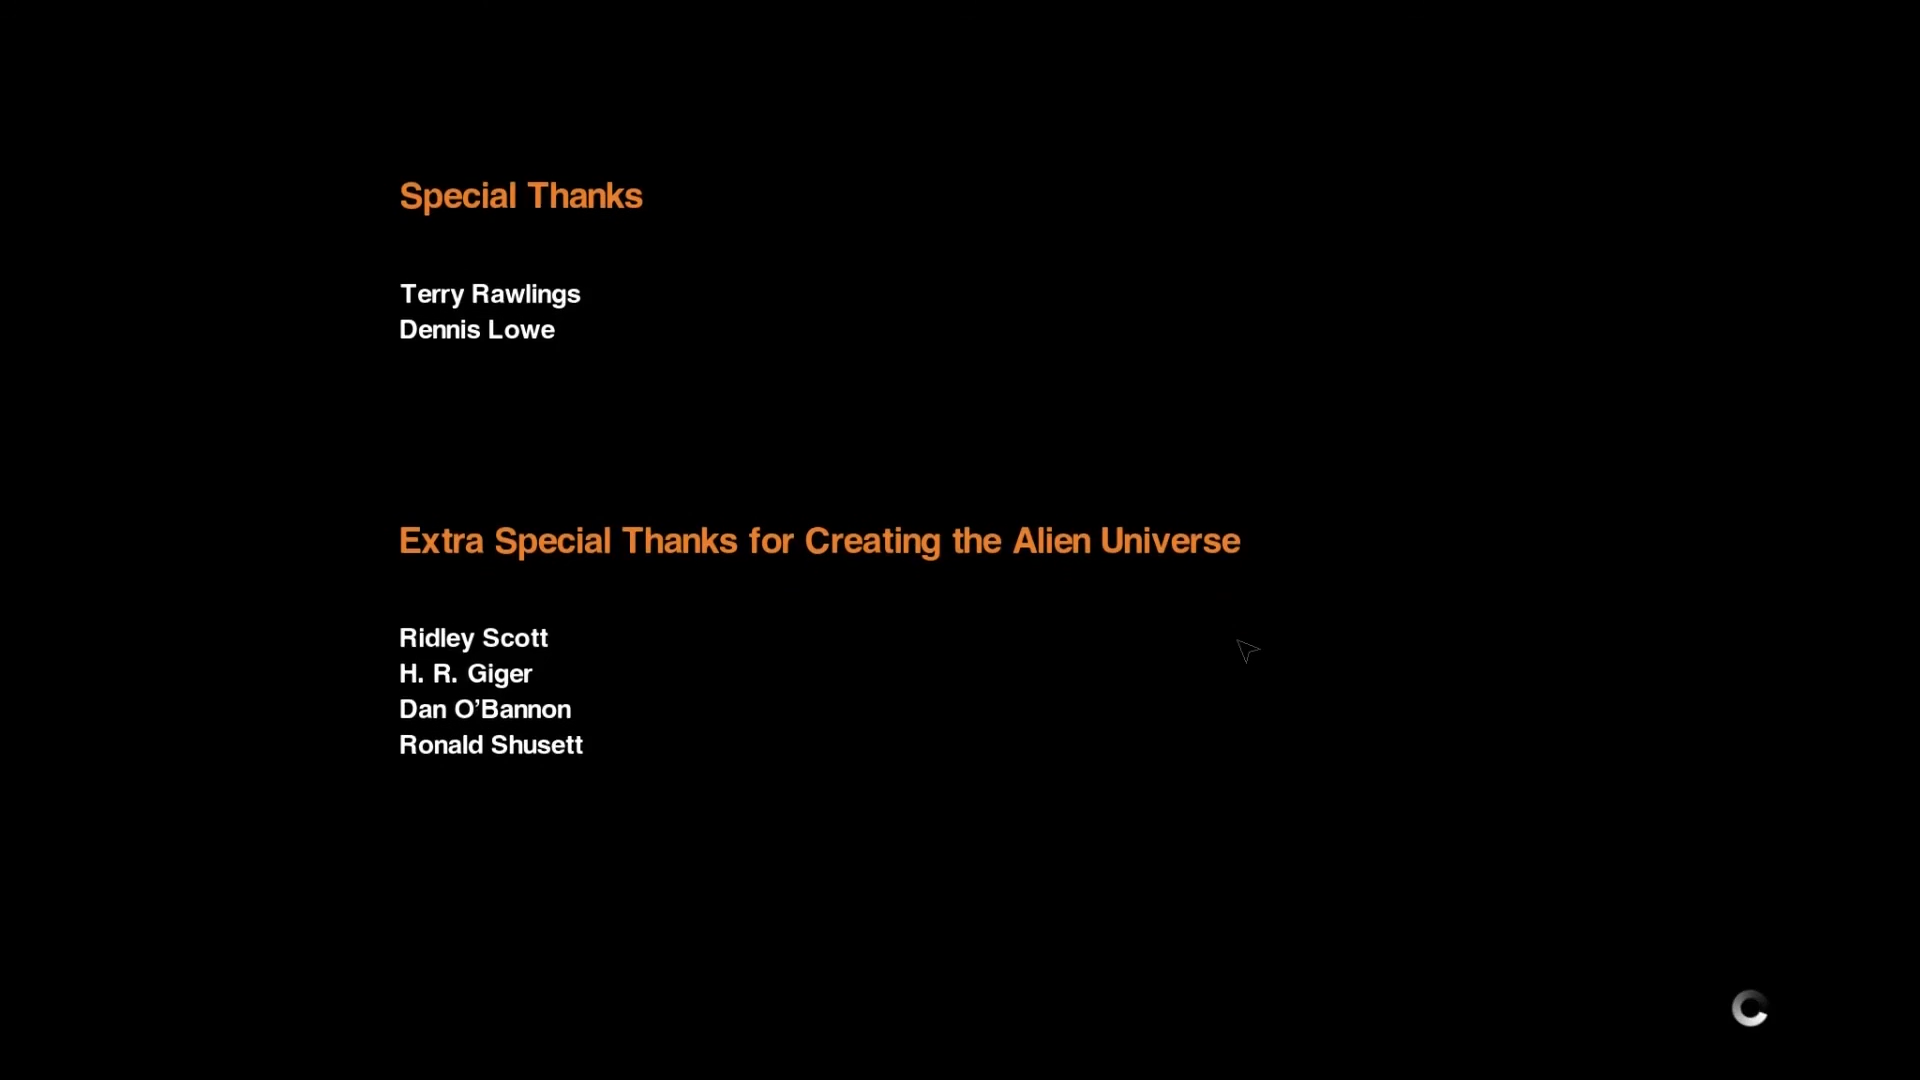 Special Thanks
Terry Rawlings
Dennis Lowe
Extra Special Thanks for Creating the Alien Universe
Ridley Scott
H. R. Giger
Dan O’Bannon
Ronald Shusett